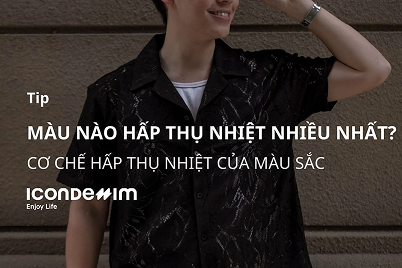 Tip
MÀU NÀO HẤP THỤ NHIỆT NHIỀU NHẤT?
CƠ CHẾ HẤP THỤ NHIỆT CỦA MÀU SẮC
ICONDENIM
Enjoy Life